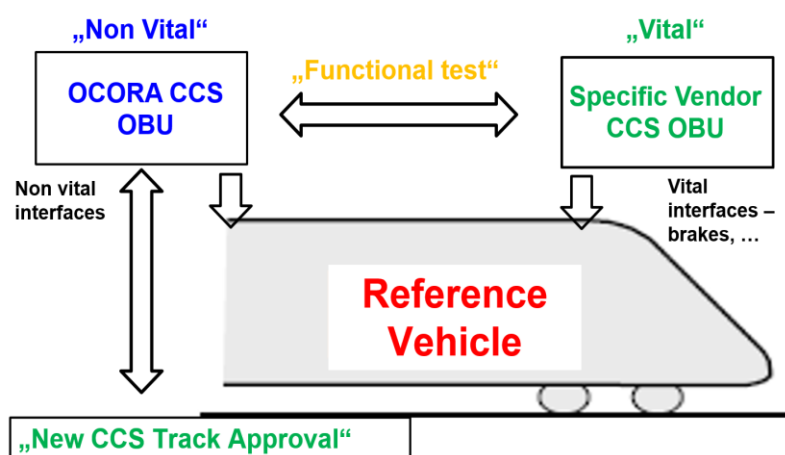 „Non Vital“
„Vital“
„Functional test“
OCORA CCS
OBU
Specific Vendor
CCS OBU
Non vital
interfaces
Vital
interfaces –
brakes, …
Reference
Vehicle
„New CCS Track Approval“